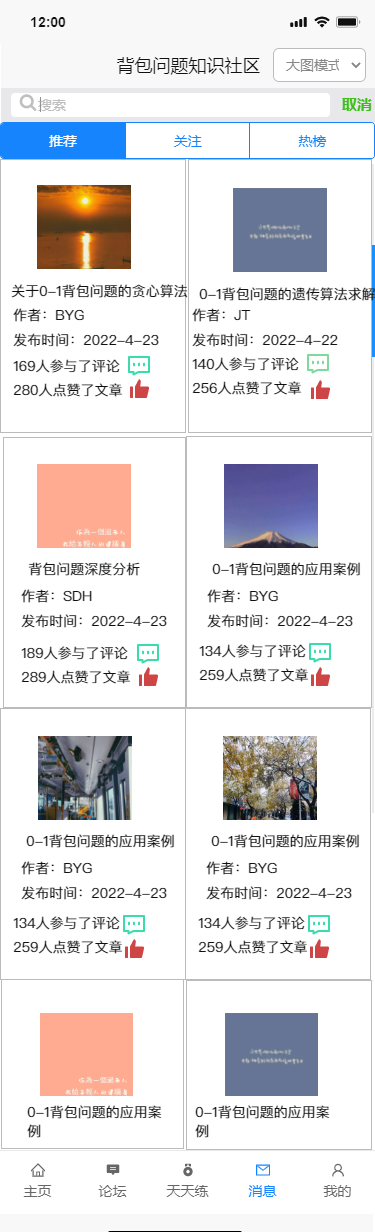 12:00
背包问题知识社区
大图模式
搜索
取消
推荐
关注
热榜
关于0-1背包问题的贪心算法
作者：BYG
发布时间：2022-4-23
169人参与了评论
280人点赞了文章
0-1背包问题的遗传算法求解
作者：JT
发布时间：2022-4-22
140人参与了评论
256人点赞了文章
背包问题深度分析
作者：SDH
发布时间：2022-4-23
189人参与了评论
289人点赞了文章
0-1背包问题的应用案例
作者：BYG
发布时间：2022-4-23
134人参与了评论
259人点赞了文章
0-1背包问题的应用案例
作者：BYG
发布时间：2022-4-23
134人参与了评论
259人点赞了文章
0-1背包问题的应用案例
作者：BYG
发布时间：2022-4-23
134人参与了评论
259人点赞了文章
0-1背包问题的应用案
例
0-1背包问题的应用案
例
主页
论坛
天天练
消息
我的